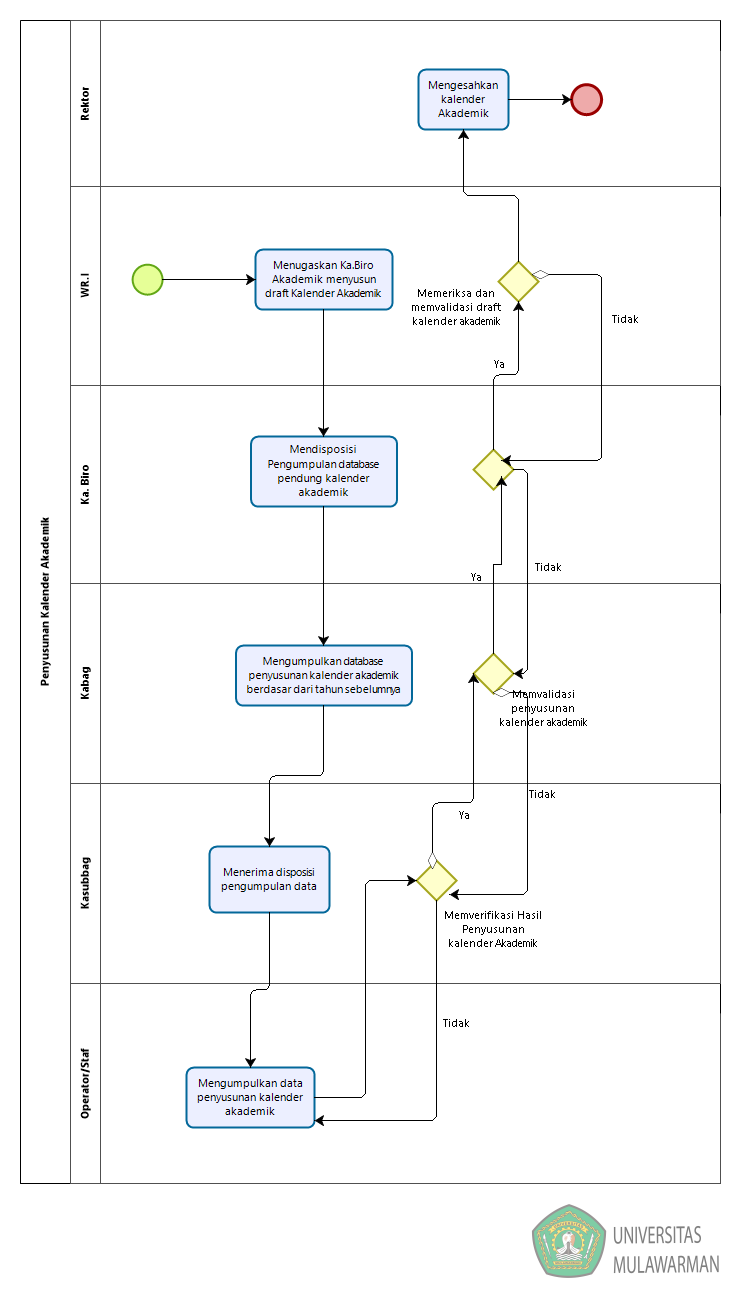 Penyusunan Kalender Akademik
Rektor
Mengesahkan
kalender
Akademik
WR.I
Menugaskan Ka.Biro
Akademik menyusun
draft Kalender Akademik
Memeriksa dan
memvalidasi draft
kalender akademik
Tidak
Ya
Ka. Biro
Mendisposisi
Pengumpulan database
pendung kalender
akademik
Tidak
Ya
Kabag
Mengumpulkan database
penyusunan kalender akademik
berdasar dari tahun sebelumnya
Memvalidasi
penyusunan
kalender akademik
Tidak
Ya
Kasubbag
Menerima disposisi
pengumpulan data
Memverifikasi Hasil
Penyusunan
kalender Akademik
Tidak
Operator/Staf
Mengumpulkan data
penyusunan kalender
akademik
UNIVERSITAS
MULAWARMAN